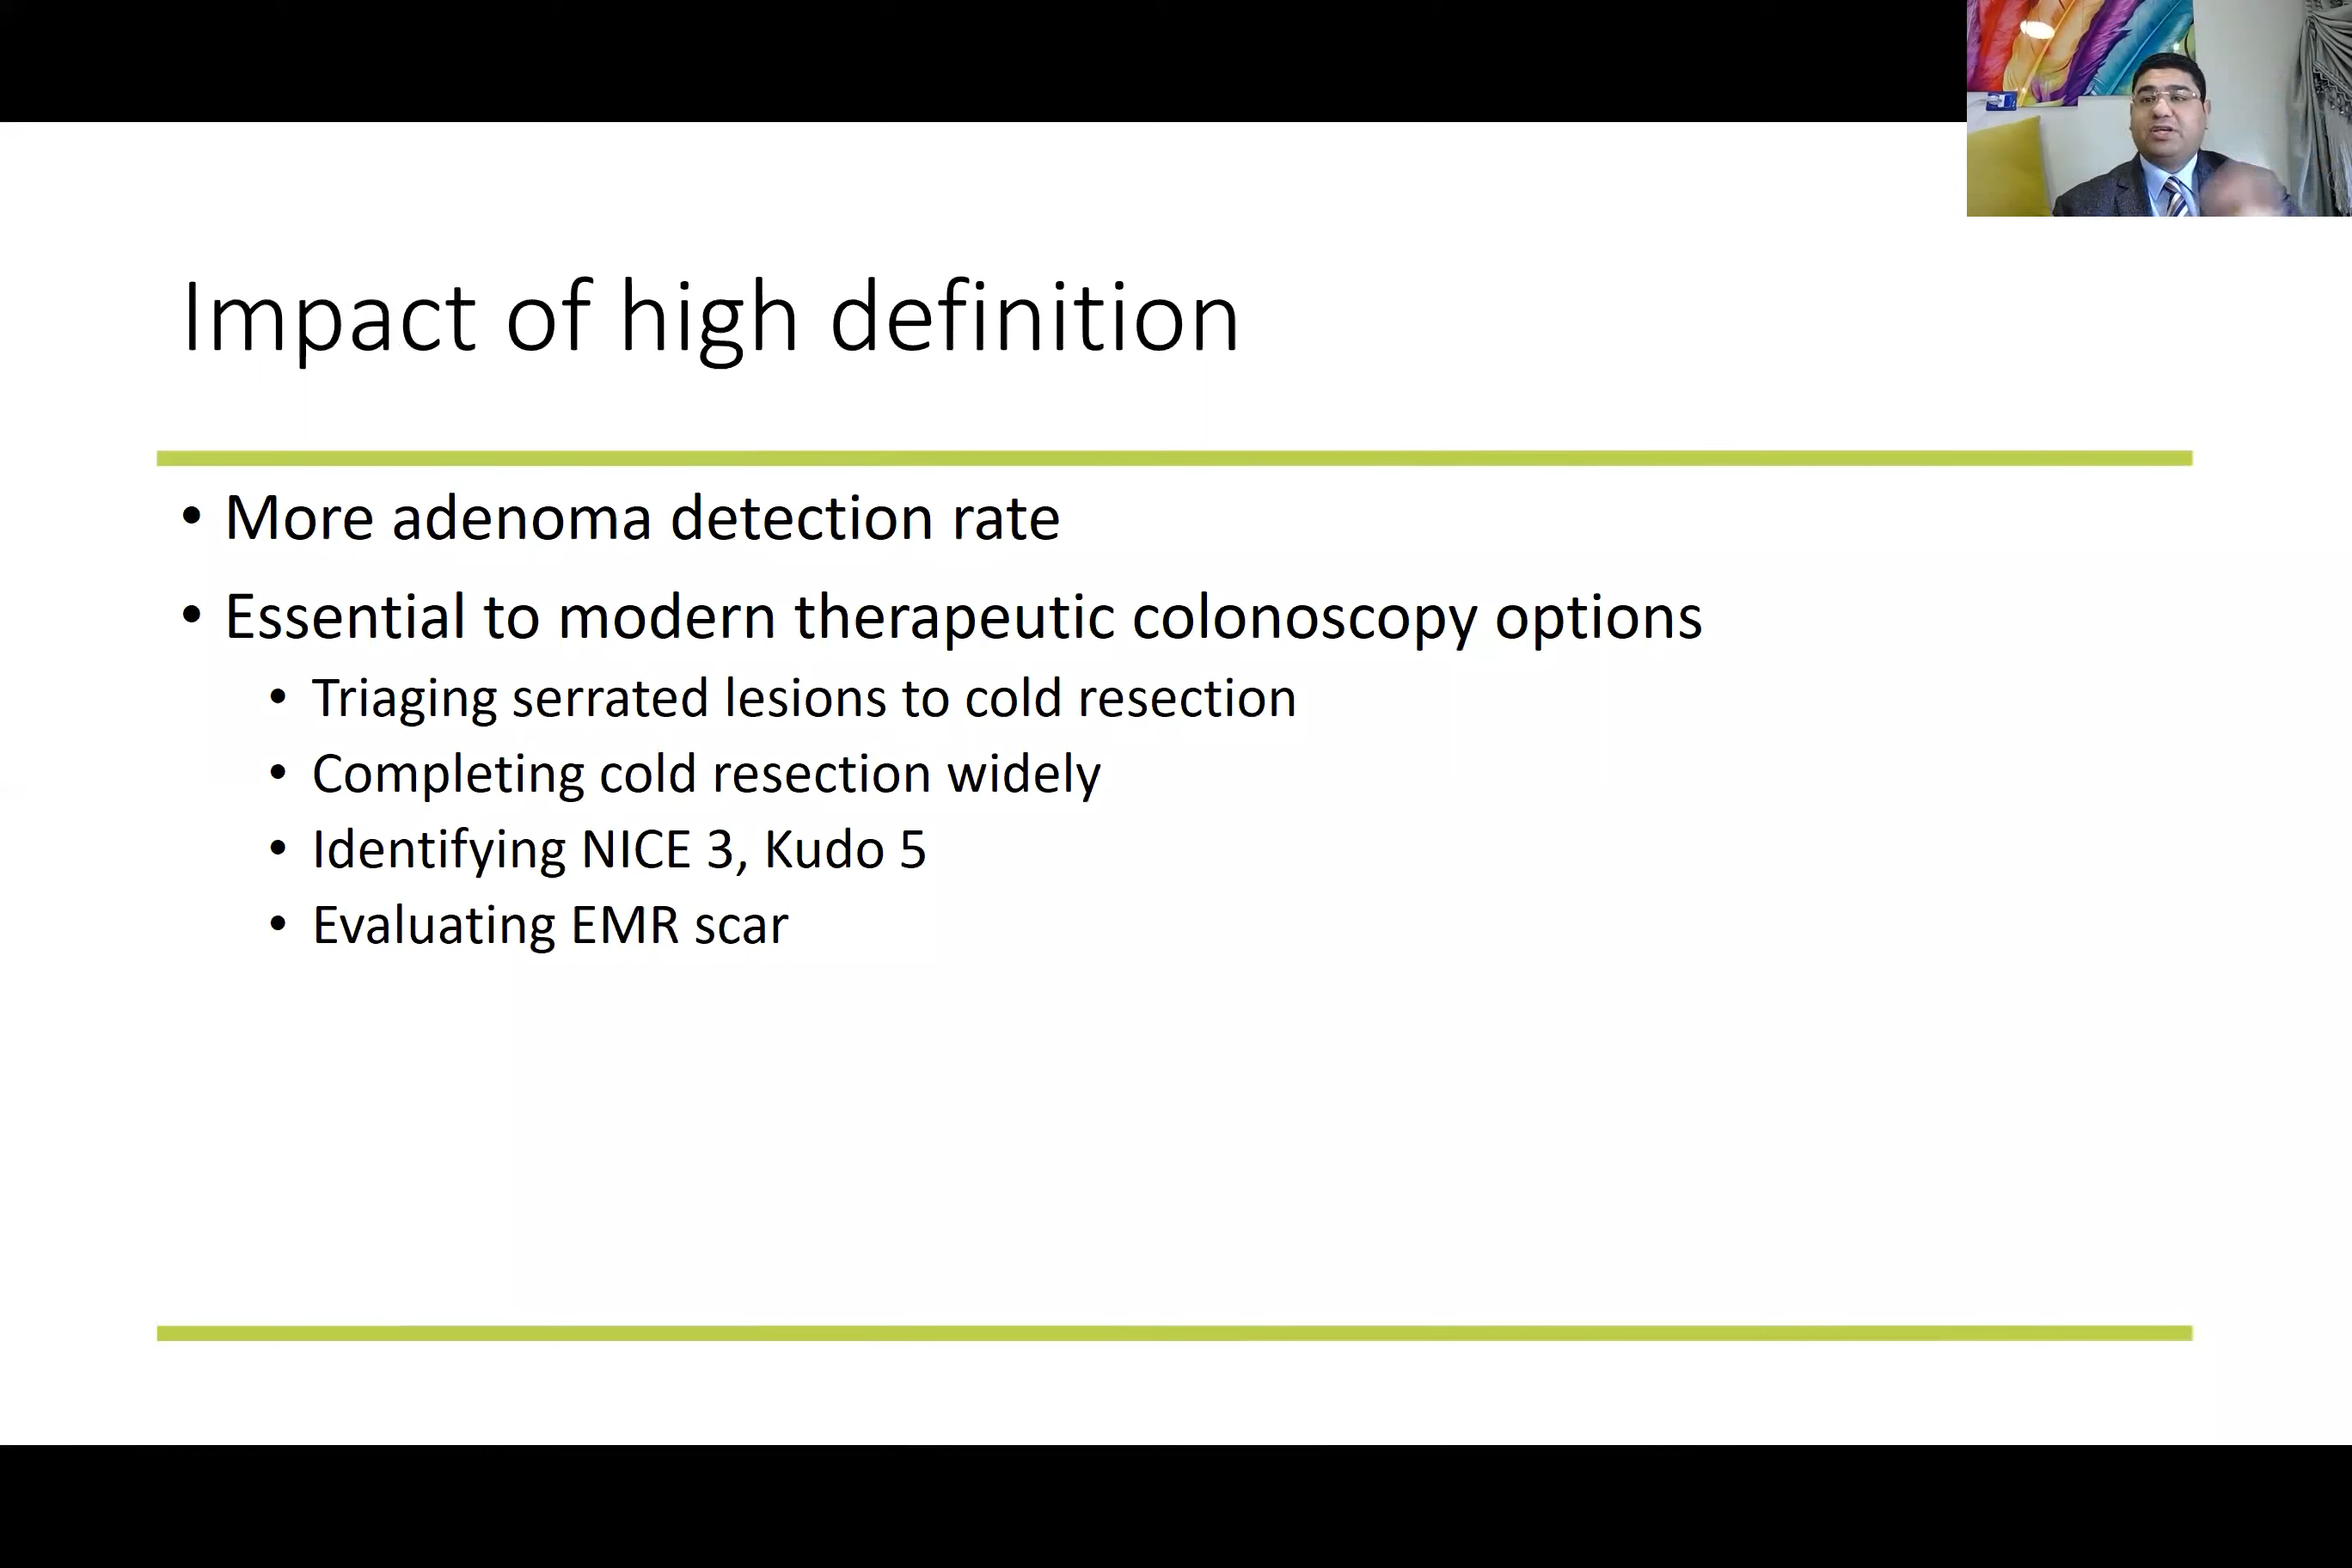 Impact of high definition
• More adenoma detection rate
• Essential to modern therapeutic colonoscopy options
• Triaging serrated lesions to cold resection
• Completing cold resection widely
• Identifying NICE 3, Kudo 5
• Evaluating EMR scar